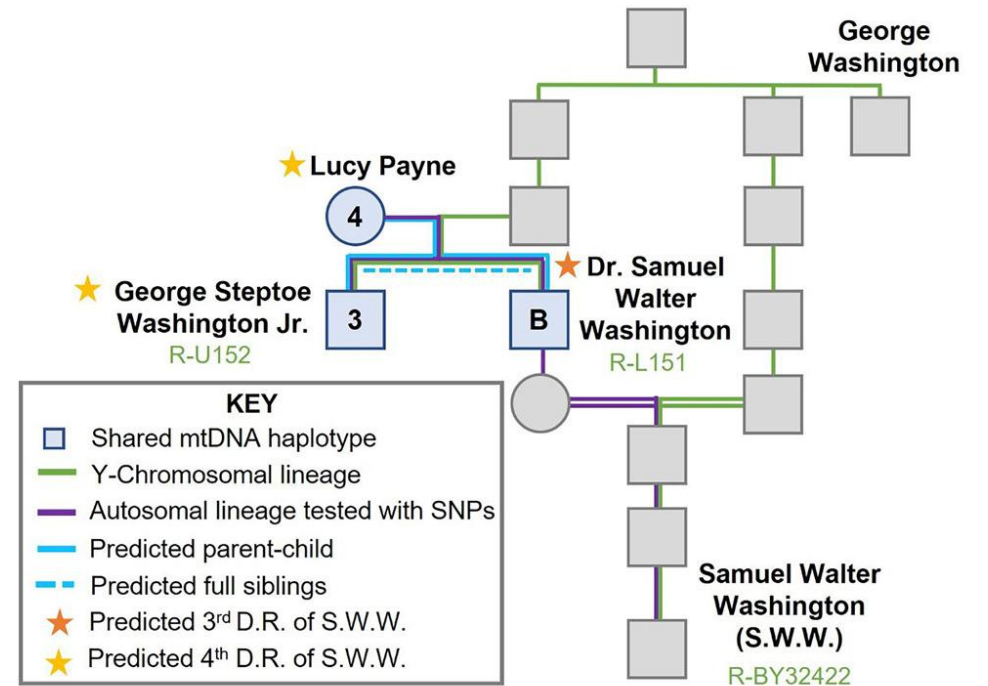 George
Washington
Lucy Payne
4
George Steptoe
Washington Jr.
R-U152
3
B
Dr. Samuel
Walter
Washington
R-L151
KEY
Shared mtDNA haplotype
Y-Chromosomal lineage
Autosomal lineage tested with SNPs
Predicted parent-child
Predicted full siblings
Predicted 3rd D.R. of S.W.W.
Predicted 4th D.R. of S.W.W.
Samuel Walter
Washington
(S.W.W.)
R-BY32422